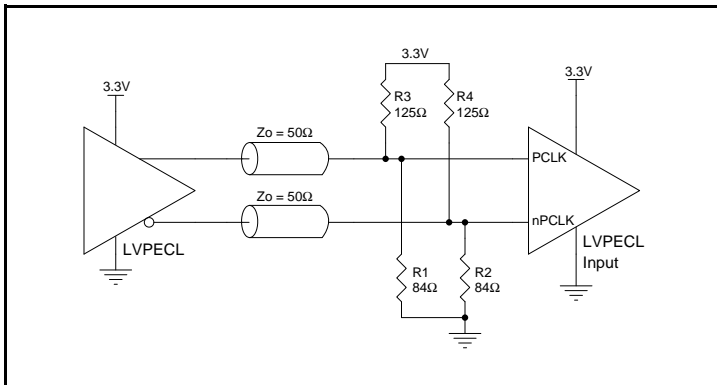 3.3V
3.3V
3.3V
R3
125Ω
R4
125Ω
Zo = 50Ω
PCLK
Zo = 50Ω
nPCLK
LVPECL
LVPECL
Input
R1
84Ω
R2
84Ω